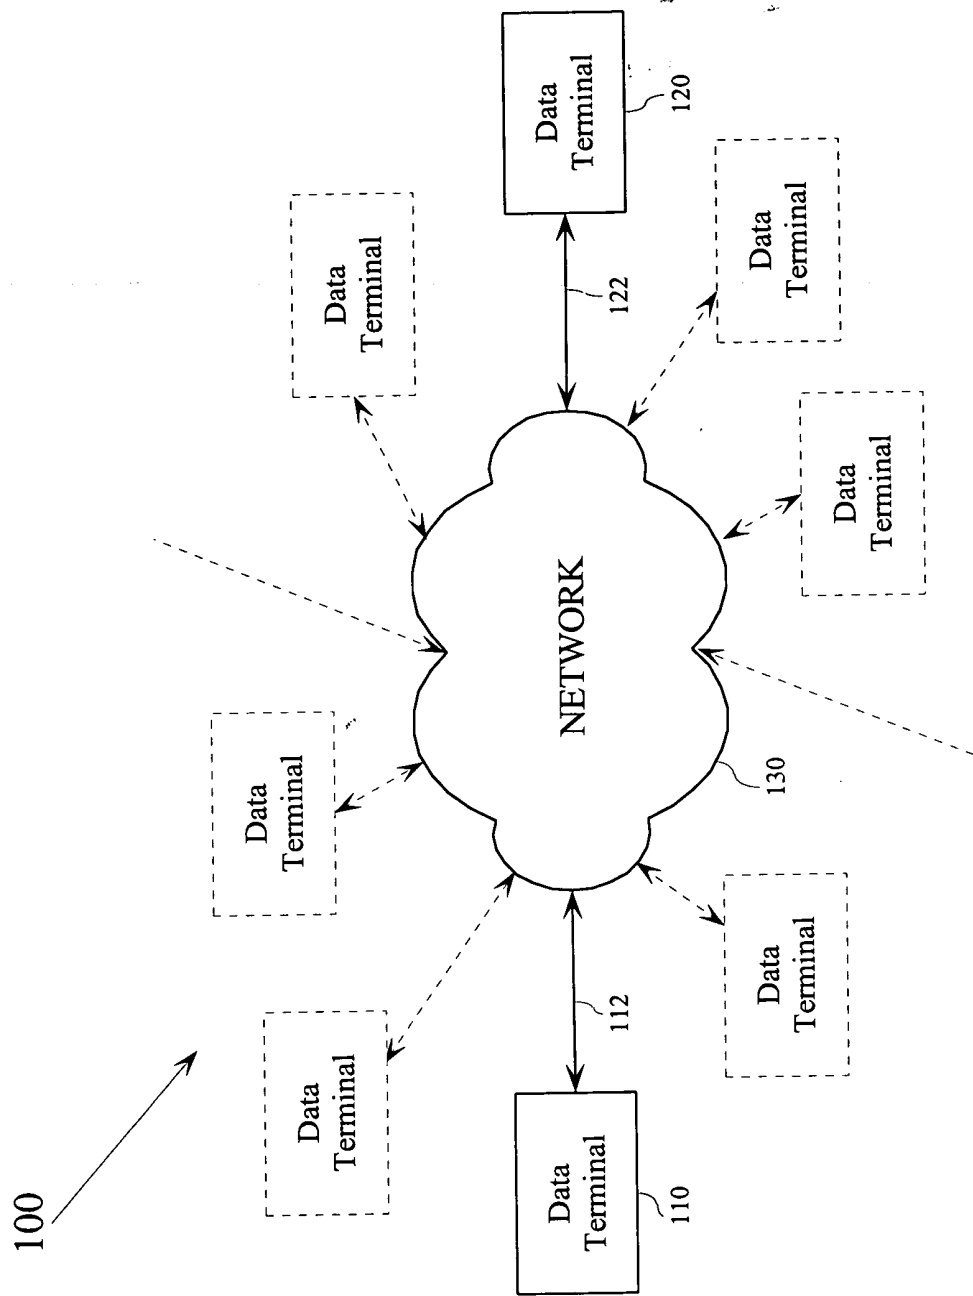 100
Data
Terminal
Data
Terminal
Data
Terminal
Data
Terminal
110
112
NETWORK
130
122
Data
Terminal
120
Data
Terminal
Data
Terminal
Data
Terminal